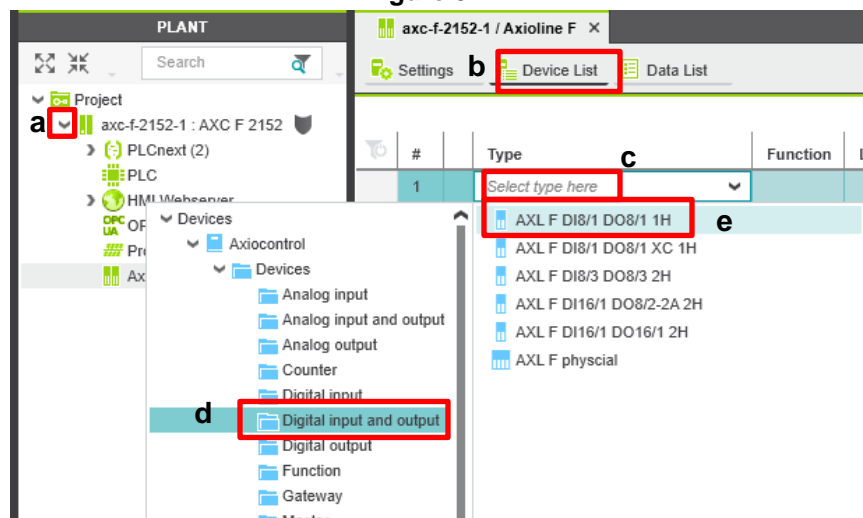 PLANT
axc-f-2152-1 / Axioline F ×
Search
Settings
b
Device List
Data List
Project
a
axc-f-2152-1 : AXC F 2152
PLCnext (2)
PLC
HMI Webserver
OPC UA
# Type Function
c
1 Select type here
Devices
Axiocontrol
Devices
Analog input
Analog input and output
Analog output
Counter
Digital input
d
Digital input and output
Digital output
Function
Gateway
AXL F DI8/1 DO8/1 1H
e
AXL F DI8/1 DO8/1 XC 1H
AXL F DI8/3 DO8/3 2H
AXL F DI16/1 DO8/2-2A 2H
AXL F DI16/1 DO16/1 2H
AXL F physcial